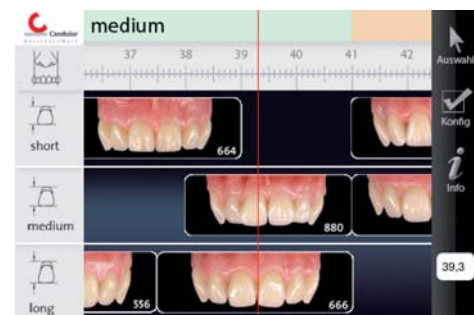 Candulor
medium
37 38 39 40 41 42
Auswahl
short
664
Konfig
medium
880
Info
39,3
long
556
666